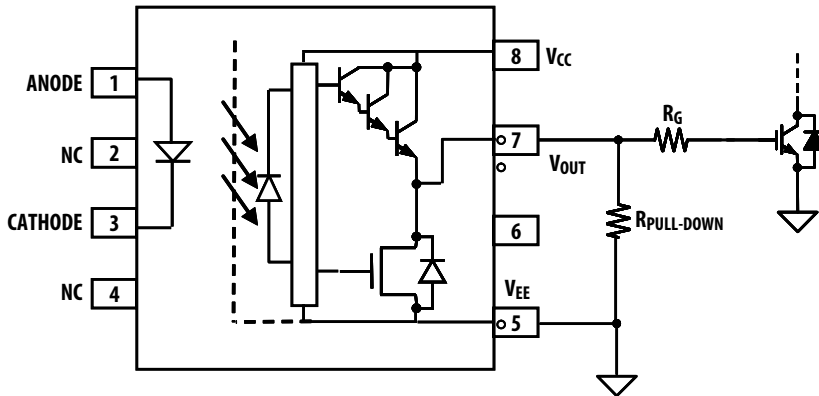 ANODE 1
NC 2
CATHODE 3
NC 4
8 VCC
7
VOUT
6
VEE
5
RG
RPULL-DOWN